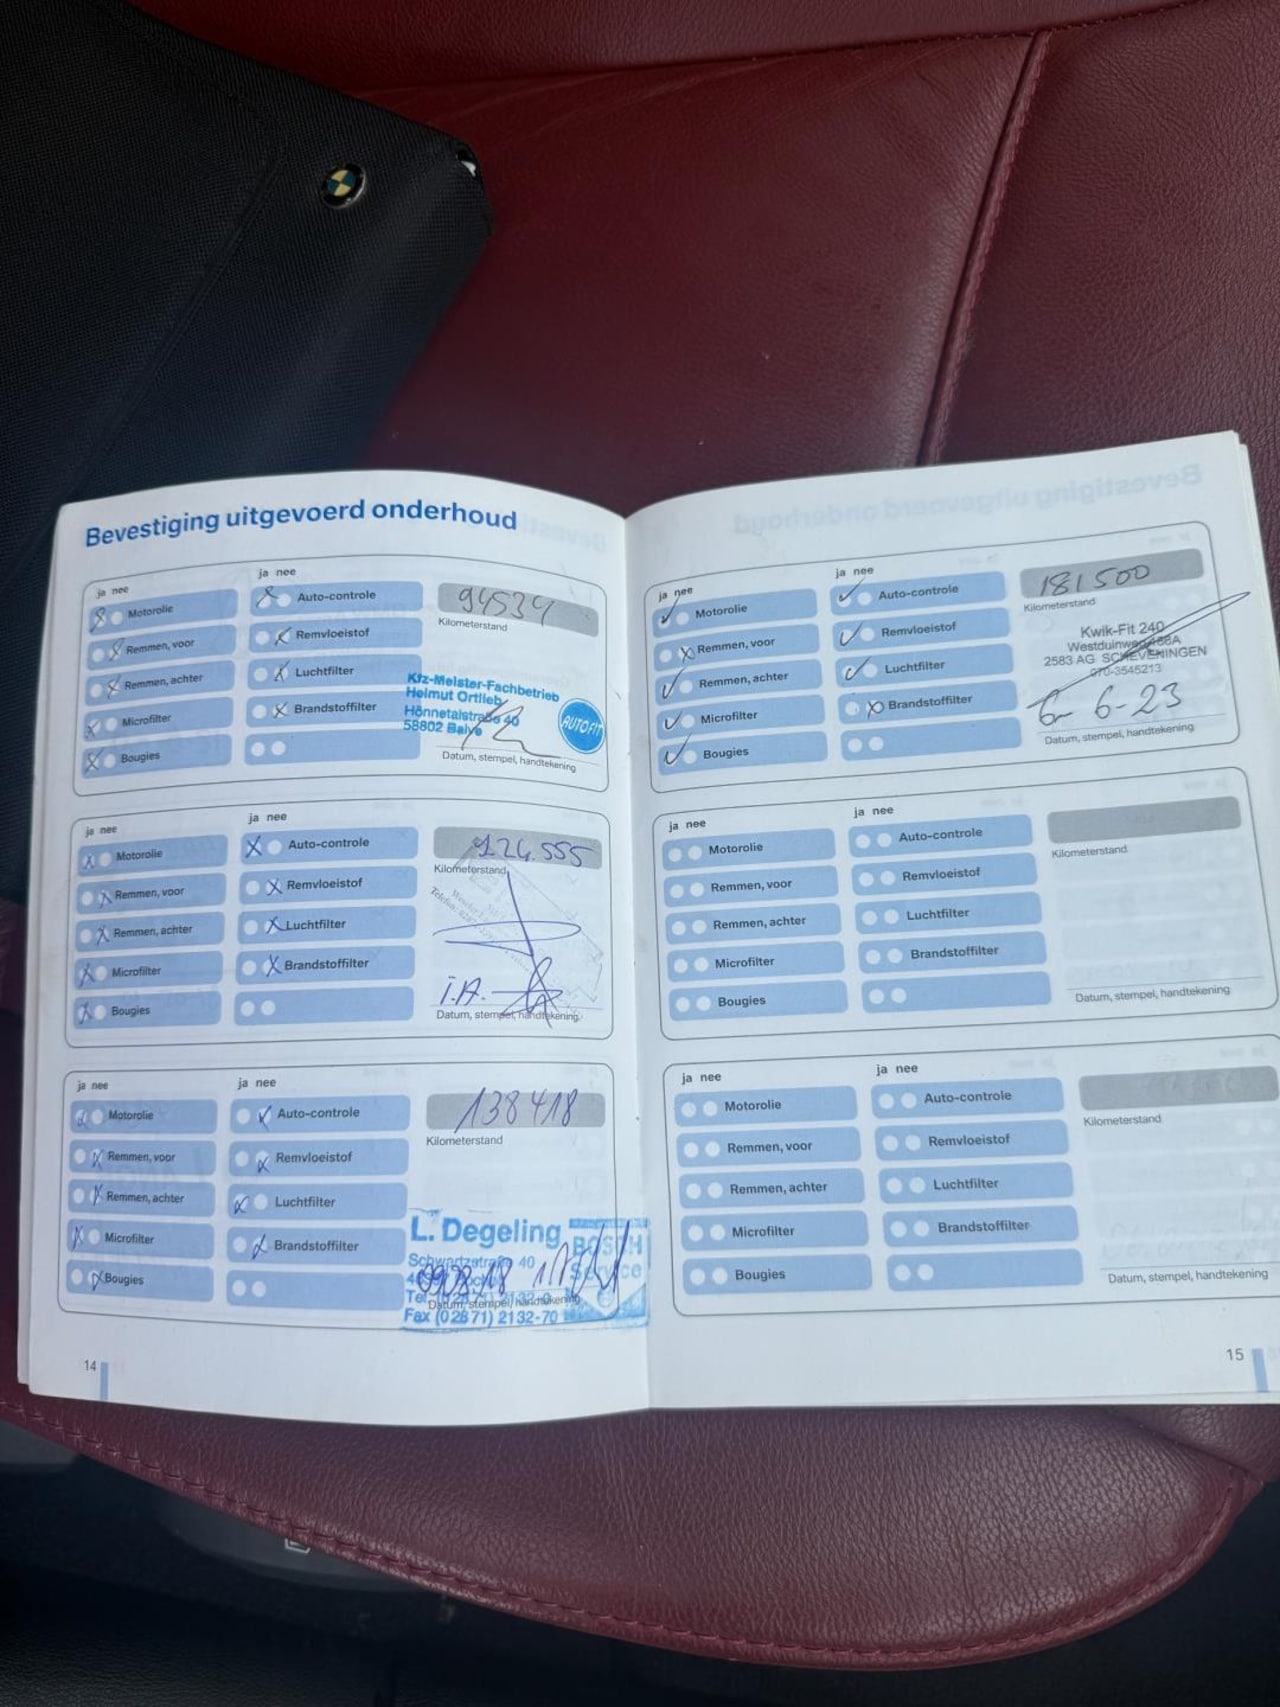 Bevestiging uitgevoerd onderhoud
ja nee
ja nee
94534
Kilometerstand
Motorolie
Auto-controle
Remmen, voor
Remvloeistof
Remmen, achter
Luchtfilter
Microfilter
Brandstoffilter
Bougies
Kfz-Meister-Fachbetrieb
Helmut Ortlieb
Hönnetalstraße 40
58802 Balve
AUTOFIT
Datum, stempel, handtekening
ja nee
ja nee
124.555
Kilometerstand
Motorolie
Auto-controle
Remmen, voor
Remvloeistof
Remmen, achter
Luchtfilter
Microfilter
Brandstoffilter
Bougies
i.A.
Datum, stempel, handtekening
ja nee
ja nee
138418
Kilometerstand
Motorolie
Auto-controle
Remmen, voor
Remvloeistof
Remmen, achter
Luchtfilter
Microfilter
Brandstoffilter
Bougies
L. Degeling
BOSCH
Service
Schwartzstraße 40
Fax (02871) 2132-70
Datum, stempel, handtekening
14
ja nee
ja nee
181500
Kilometerstand
Motorolie
Auto-controle
Remmen, voor
Remvloeistof
Remmen, achter
Luchtfilter
Microfilter
Brandstoffilter
Bougies
Kwik-Fit 240
2583 AG SCHEVENINGEN
070-3545213
6-23
Datum, stempel, handtekening
ja nee
ja nee
Kilometerstand
Motorolie
Auto-controle
Remmen, voor
Remvloeistof
Remmen, achter
Luchtfilter
Microfilter
Brandstoffilter
Bougies
Datum, stempel, handtekening
ja nee
ja nee
Kilometerstand
Motorolie
Auto-controle
Remmen, voor
Remvloeistof
Remmen, achter
Luchtfilter
Microfilter
Brandstoffilter
Bougies
Datum, stempel, handtekening
15